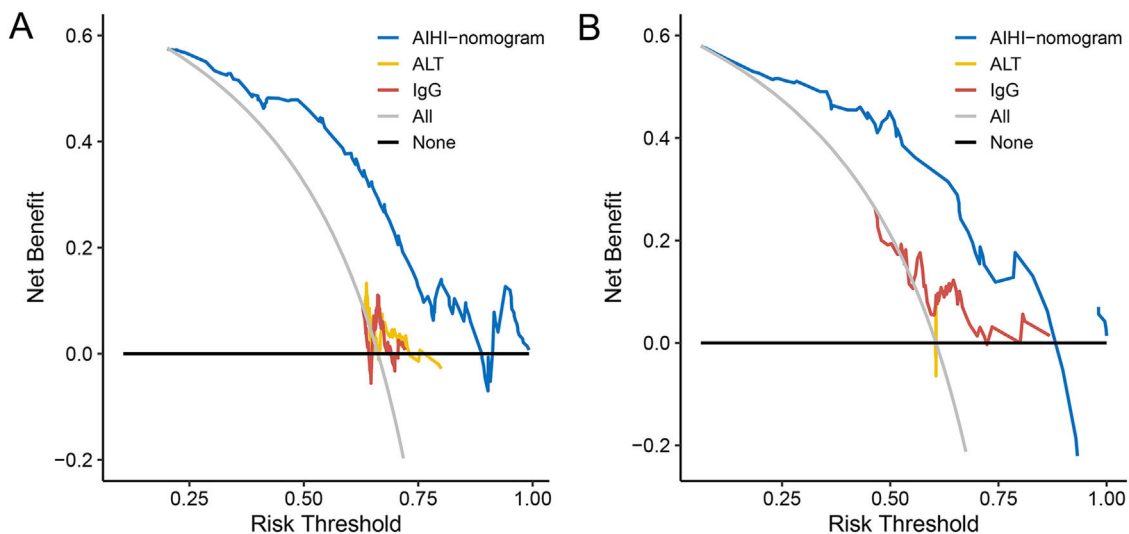 A
AIHI−nomogram
ALT
IgG
All
None
Net Benefit
0.6
0.4
0.2
0.0
−0.2
0.25 0.50 0.75 1.00
Risk Threshold
B
AIHI−nomogram
ALT
IgG
All
None
Net Benefit
0.6
0.4
0.2
0.0
−0.2
0.25 0.50 0.75 1.00
Risk Threshold